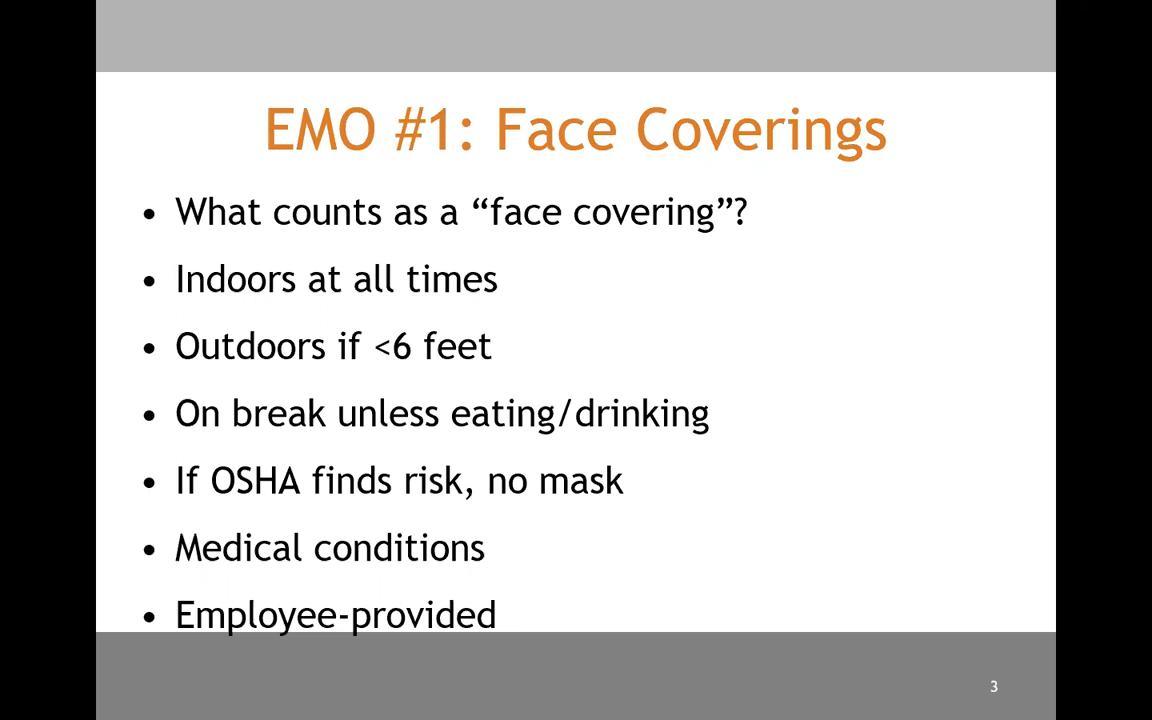 EMO #1: Face Coverings
• What counts as a “face covering”?
• Indoors at all times
• Outdoors if <6 feet
• On break unless eating/drinking
• If OSHA finds risk, no mask
• Medical conditions
• Employee-provided
3